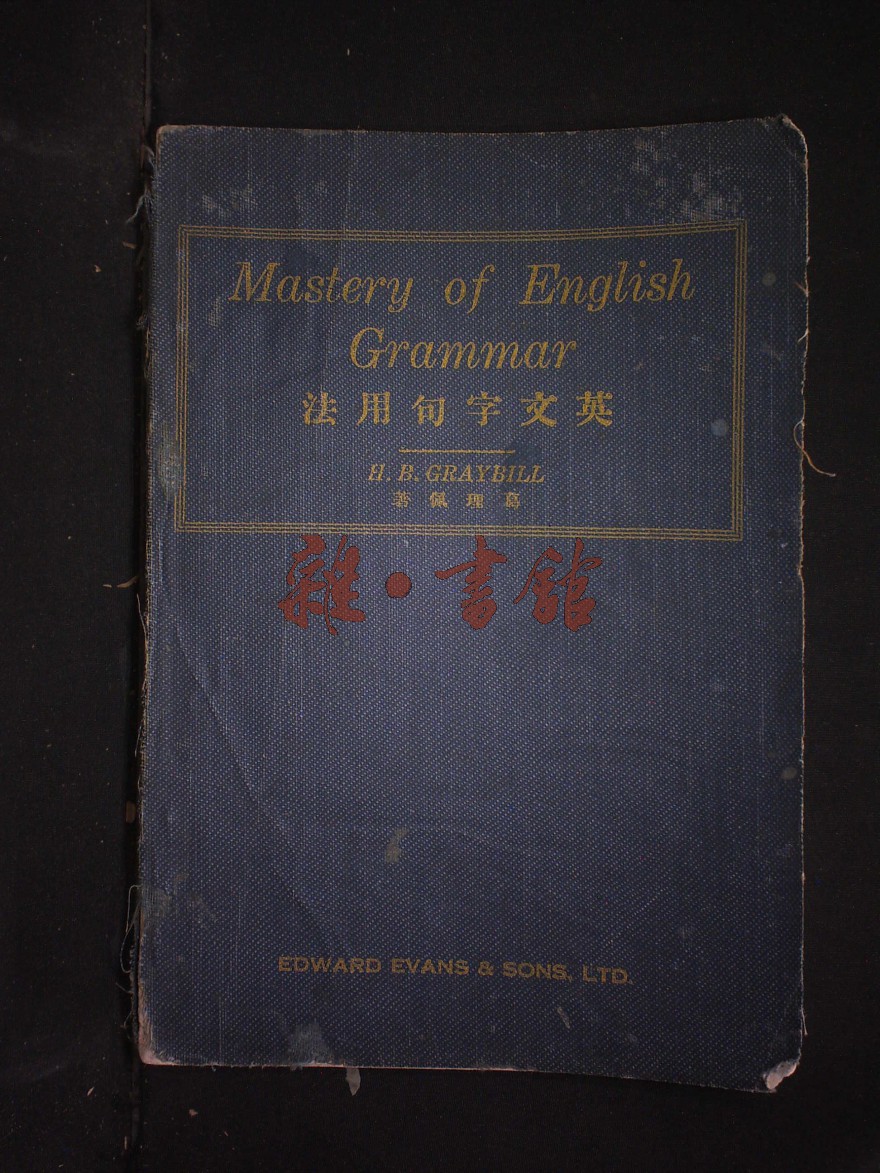 Mastery of English
Grammar
英文字句用法
H. B. GRAYBILL
葛理佩著
雜·書館
EDWARD EVANS & SONS, LTD.